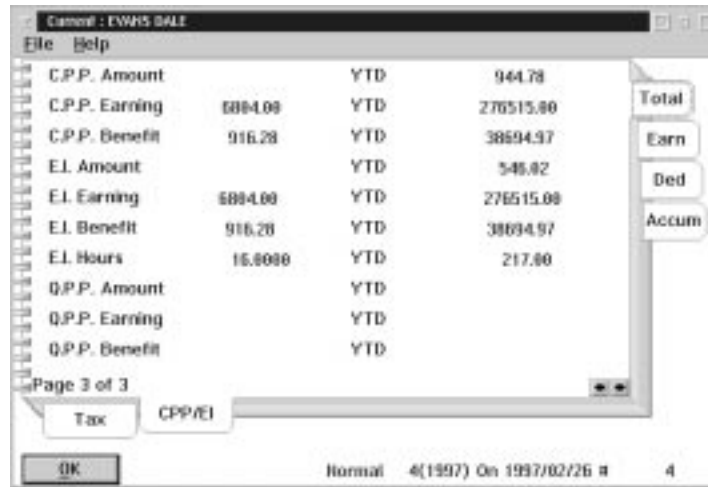 Current : EVANS DALE
File Help
C.P.P. Amount YTD 944.78
C.P.P. Earning 6804.00 YTD 276515.00
C.P.P. Benefit 916.28 YTD 38694.97
E.I. Amount YTD 546.02
E.I. Earning 6804.00 YTD 276515.00
E.I. Benefit 916.28 YTD 38694.97
E.I. Hours 16.0000 YTD 217.00
Q.P.P. Amount YTD
Q.P.P. Earning YTD
Q.P.P. Benefit YTD
Page 3 of 3
Total
Earn
Ded
Accum
Tax CPP/EI
OK Normal 4(1997) On 1997/02/26 # 4